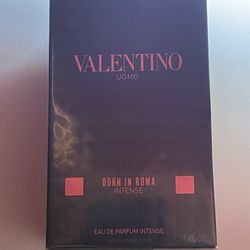 VALENTINO
UOMO
BORN IN ROMA
INTENSE
EAU DE PARFUM INTENSE